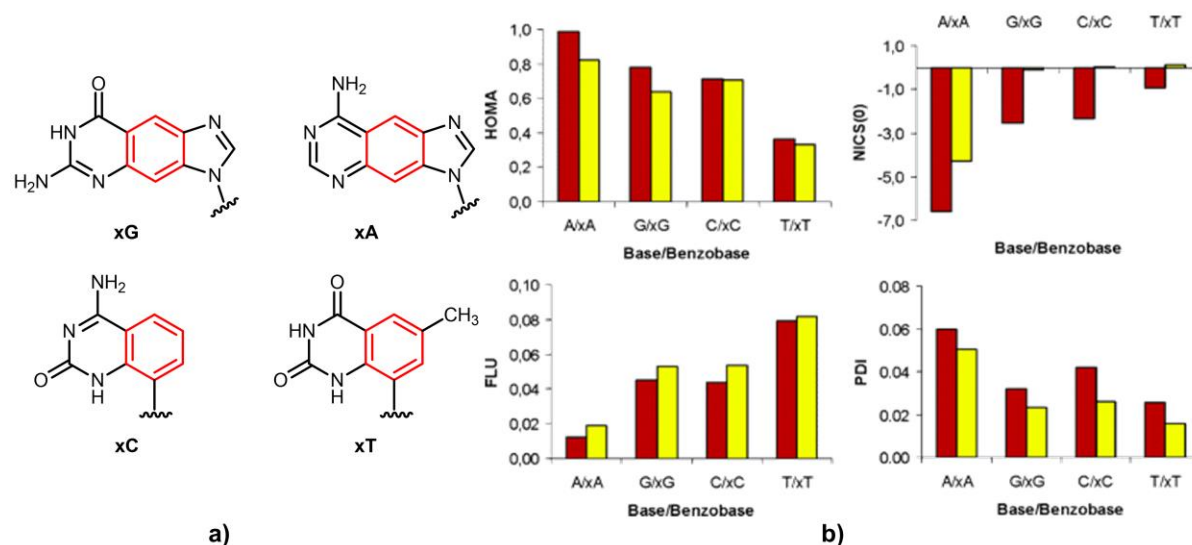 O
HN
H₂N
N
N
N
xG
NH₂
N
N
N
N
xA
NH₂
N
O
N
H
xC
O
HN
O
N
H
CH₃
xT
a)
HOMA
1,0
0,8
0,6
0,4
0,2
0,0
A/xA G/xG C/xC T/xT
Base/Benzobase
A/xA G/xG C/xC T/xT
NICS(0)
1,0
-1,0
-3,0
-5,0
-7,0
Base/Benzobase
FLU
0,10
0,08
0,06
0,04
0,02
0,00
A/xA G/xG C/xC T/xT
Base/Benzobase
PDI
0.08
0.06
0.04
0.02
0.00
A/xA G/xG C/xC T/xT
Base/Benzobase
b)